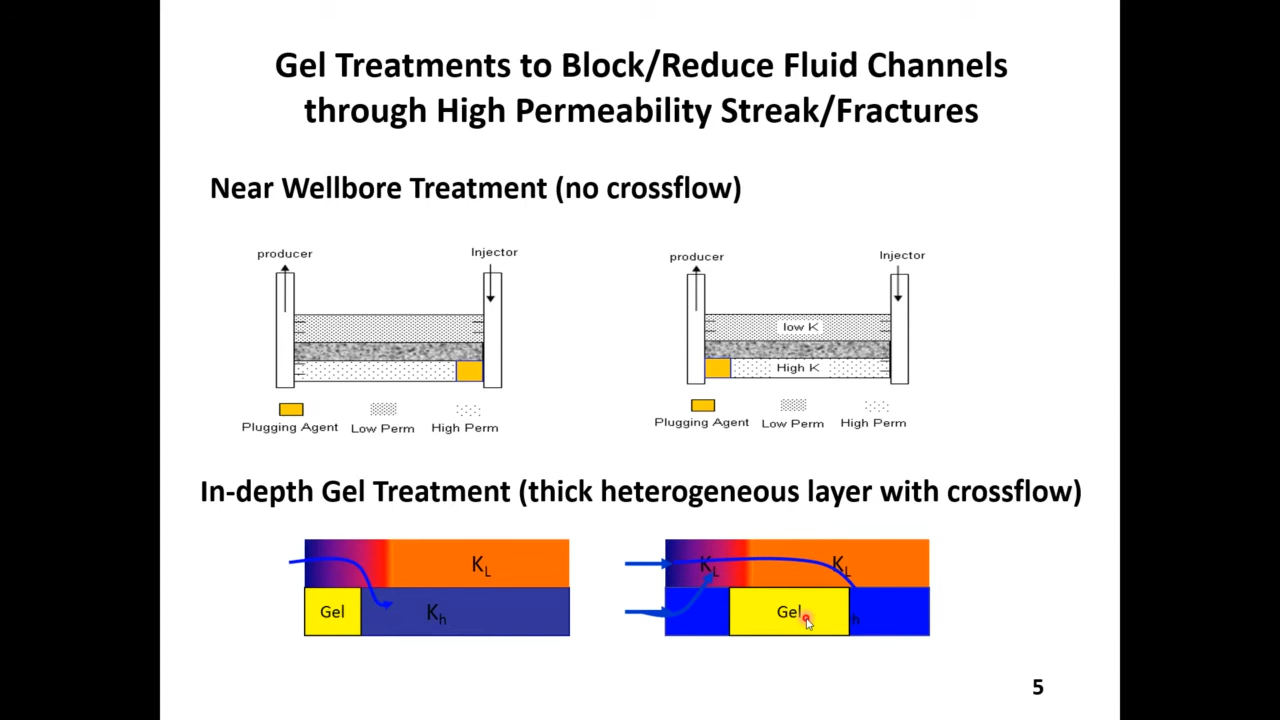 Gel Treatments to Block/Reduce Fluid Channels
through High Permeability Streak/Fractures
Near Wellbore Treatment (no crossflow)
producer
Injector
Plugging Agent
Low Perm
High Perm
producer
Injector
low K
High K
Plugging Agent
Low Perm
High Perm
In-depth Gel Treatment (thick heterogeneous layer with crossflow)
K_L
Gel
K_h
K_L
K_L
Gel
h
5